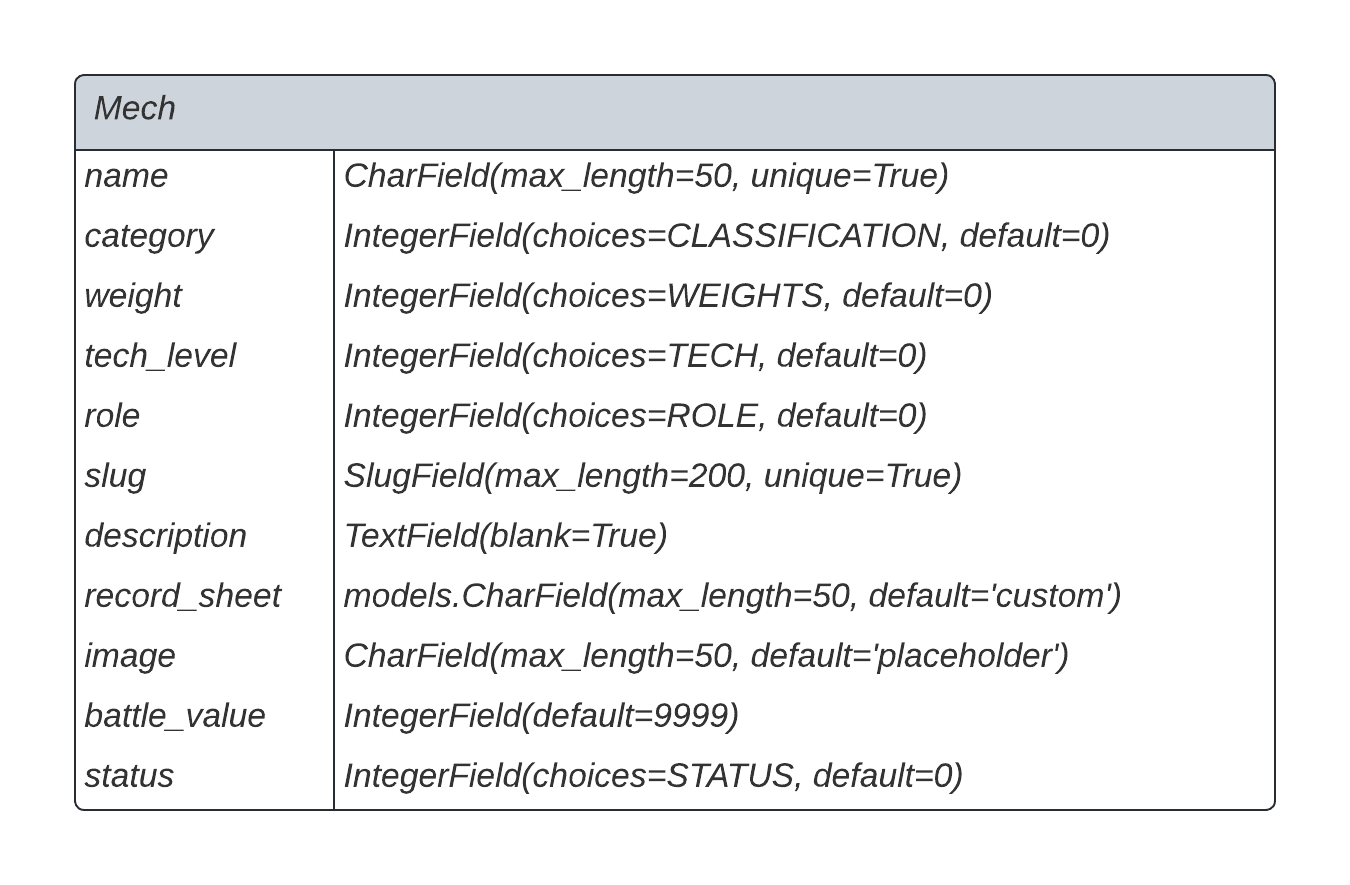 Mech
name CharField(max_length=50, unique=True)
category IntegerField(choices=CLASSIFICATION, default=0)
weight IntegerField(choices=WEIGHTS, default=0)
tech_level IntegerField(choices=TECH, default=0)
role IntegerField(choices=ROLE, default=0)
slug SlugField(max_length=200, unique=True)
description TextField(blank=True)
record_sheet models.CharField(max_length=50, default='custom')
image CharField(max_length=50, default='placeholder')
battle_value IntegerField(default=9999)
status IntegerField(choices=STATUS, default=0)